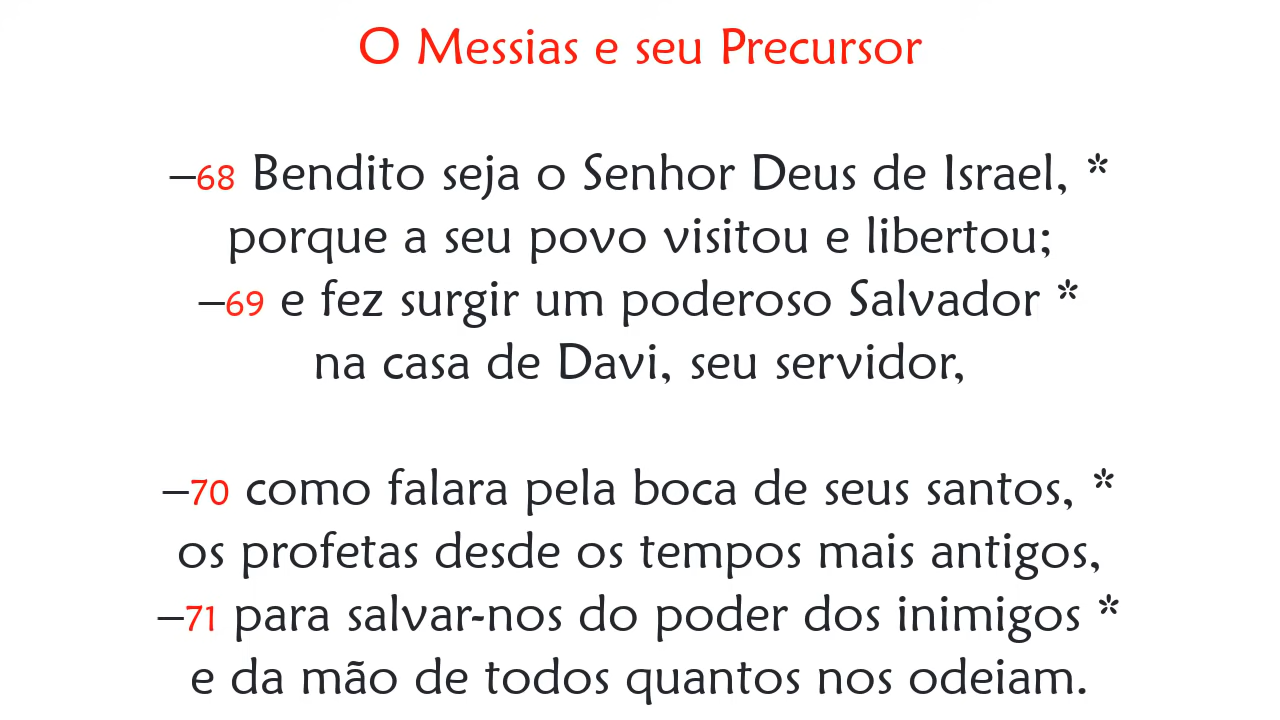 O Messias e seu Precursor
–68 Bendito seja o Senhor Deus de Israel, *
porque a seu povo visitou e libertou;
–69 e fez surgir um poderoso Salvador *
na casa de Davi, seu servidor,
–70 como falara pela boca de seus santos, *
os profetas desde os tempos mais antigos,
–71 para salvar-nos do poder dos inimigos *
e da mão de todos quantos nos odeiam.